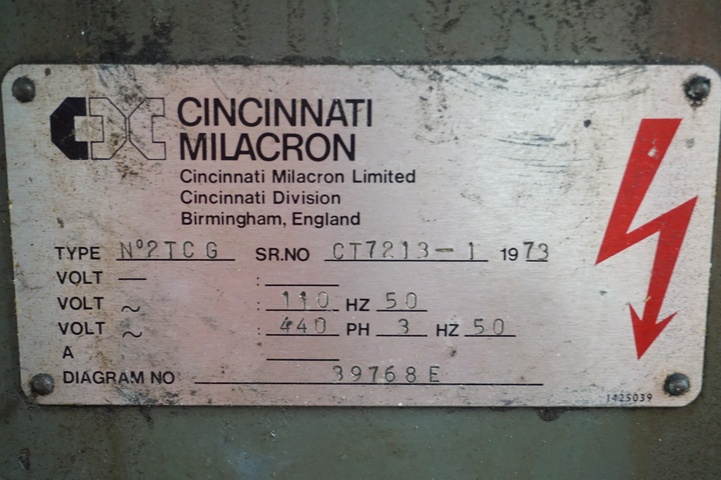 CINCINNATI
MILACRON
Cincinnati Milacron Limited
Cincinnati Division
Birmingham, England
TYPE Nº2TCG SR.NO CT7213-1 1973
VOLT — :
VOLT ~ : 110 HZ 50
VOLT ~ : 440 PH 3 HZ 50
A
DIAGRAM NO 39768E
1425039